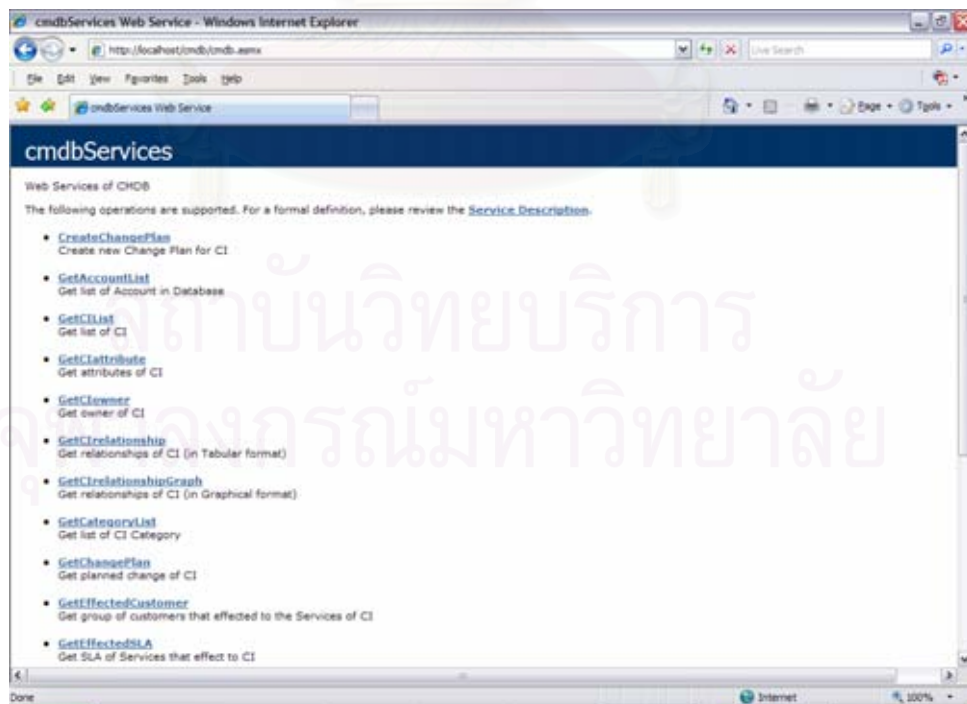 cmdbServices Web Service - Windows Internet Explorer
http://localhost/cmdb/cmdb.asmx
Live Search
File Edit View Favorites Tools Help
cmdbServices Web Service
Page Tools
cmdbServices
Web Services of CMDB
The following operations are supported. For a formal definition, please review the Service Description.
CreateChangePlan
Create new Change Plan for CI
GetAccountList
Get list of Account in Database
GetCIList
Get list of CI
GetCIattribute
Get attributes of CI
GetCIowner
Get owner of CI
GetCIrelationship
Get relationships of CI (in Tabular format)
GetCIrelationshipGraph
Get relationships of CI (in Graphical format)
GetCategoryList
Get list of CI Category
GetChangePlan
Get planned change of CI
GetEffectedCustomer
Get group of customers that effected to the Services of CI
GetEffectedSLA
Get SLA of Services that effect to CI
Done
Internet
100%
สถาบันวิทยบริการ
จุฬาลงกรณ์มหาวิทยาลัย